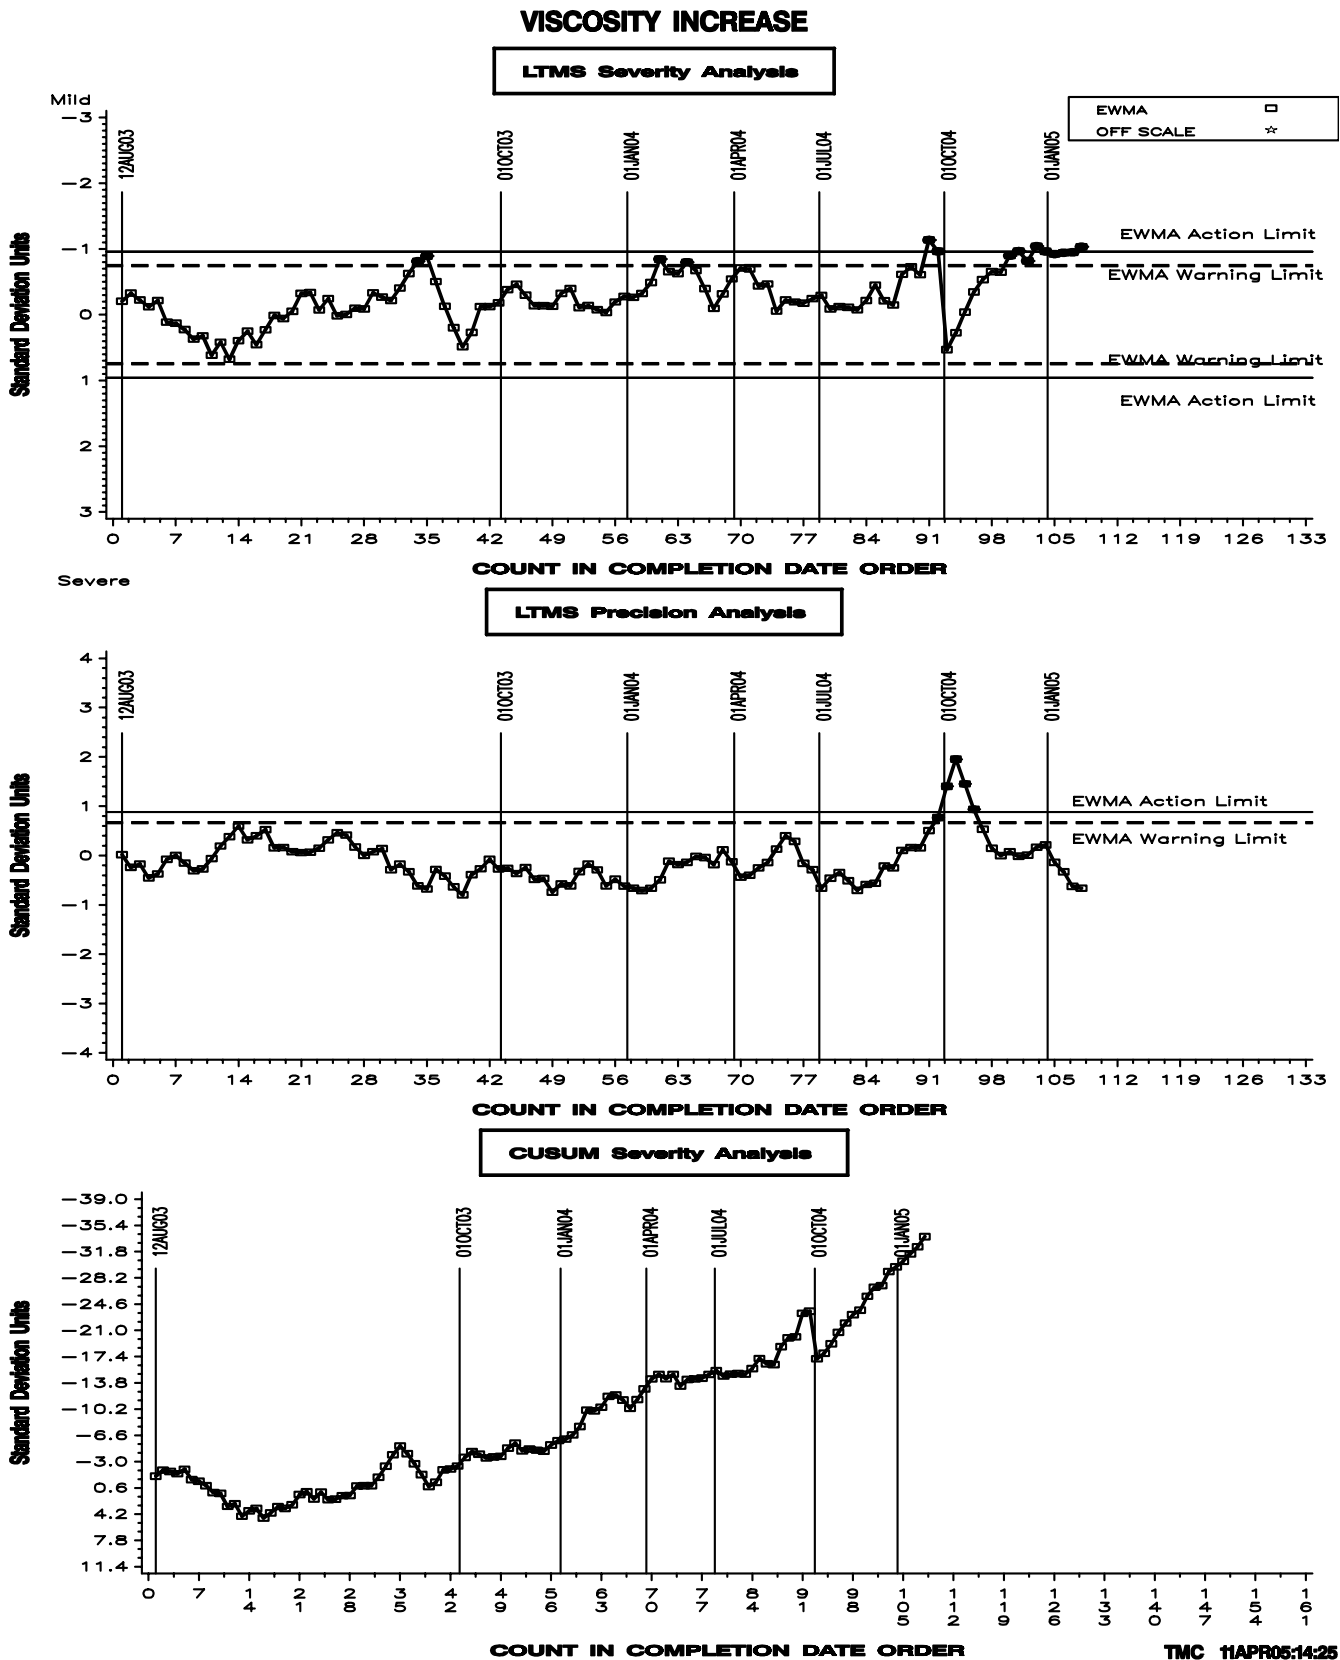 VISCOSITY INCREASE
LTMS Severity Analysis
Mild
EWMA
OFF SCALE
12AUG03 01OCT03 01JAN04 01APR04 01JUL04 01OCT04 01JAN05
Standard Deviation Units
-3
-2
-1
0
1
2
3
EWMA Action Limit
EWMA Warning Limit
EWMA Warning Limit
EWMA Action Limit
0 7 14 21 28 35 42 49 56 63 70 77 84 91 98 105 112 119 126 133
COUNT IN COMPLETION DATE ORDER
Severe
LTMS Precision Analysis
12AUG03 01OCT03 01JAN04 01APR04 01JUL04 01OCT04 01JAN05
Standard Deviation Units
4
3
2
1
0
-1
-2
-3
-4
EWMA Action Limit
EWMA Warning Limit
0 7 14 21 28 35 42 49 56 63 70 77 84 91 98 105 112 119 126 133
COUNT IN COMPLETION DATE ORDER
CUSUM Severity Analysis
12AUG03 01OCT03 01JAN04 01APR04 01JUL04 01OCT04 01JAN05
Standard Deviation Units
-39.0
-35.4
-31.8
-28.2
-24.6
-21.0
-17.4
-13.8
-10.2
-6.6
-3.0
0.6
4.2
7.8
11.4
0 7 14 21 28 35 42 49 56 63 70 77 84 91 98 105 112 119 126 133 140 147 154 161
COUNT IN COMPLETION DATE ORDER
TMC 11APR05:14:25